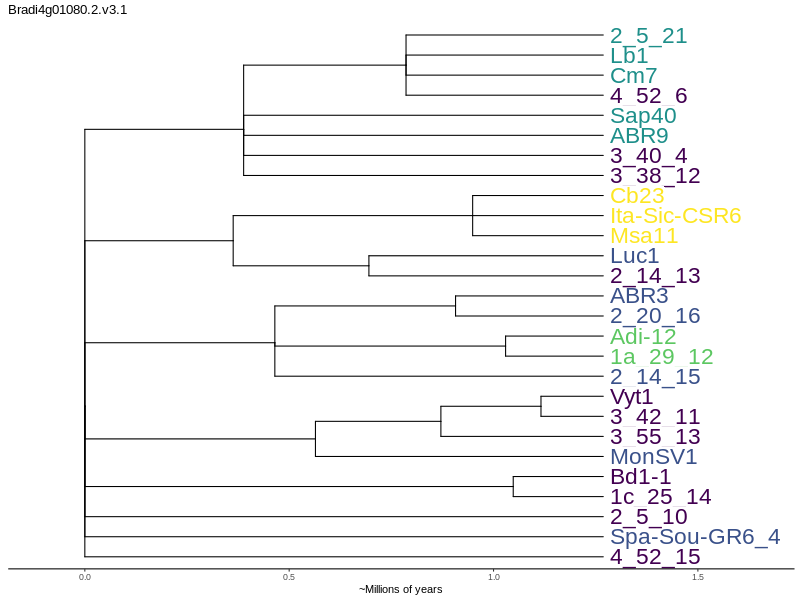 Bradi4g01080.2.v3.1
2_5_21
Lb1
Cm7
4_52_6
Sap40
ABR9
3_40_4
3_38_12
Cb23
Ita-Sic-CSR6
Msa11
Luc1
2_14_13
ABR3
2_20_16
Adi-12
1a_29_12
2_14_15
Vyt1
3_42_11
3_55_13
MonSV1
Bd1-1
1c_25_14
2_5_10
Spa-Sou-GR6_4
4_52_15
0.0 0.5 1.0 1.5
~Millions of years